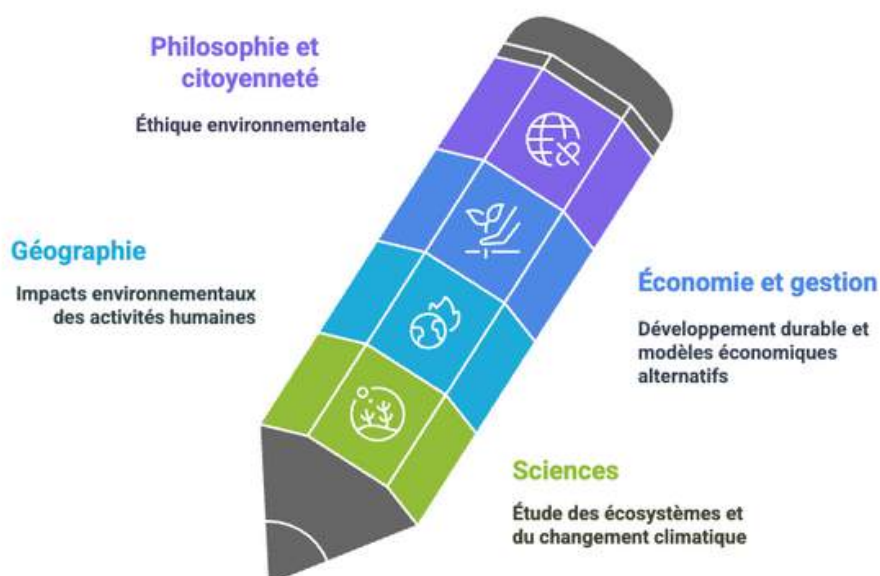 Philosophie et
citoyenneté
Éthique environnementale
Géographie
Impacts environnementaux
des activités humaines
Économie et gestion
Développement durable et
modèles économiques
alternatifs
Sciences
Étude des écosystèmes et
du changement climatique